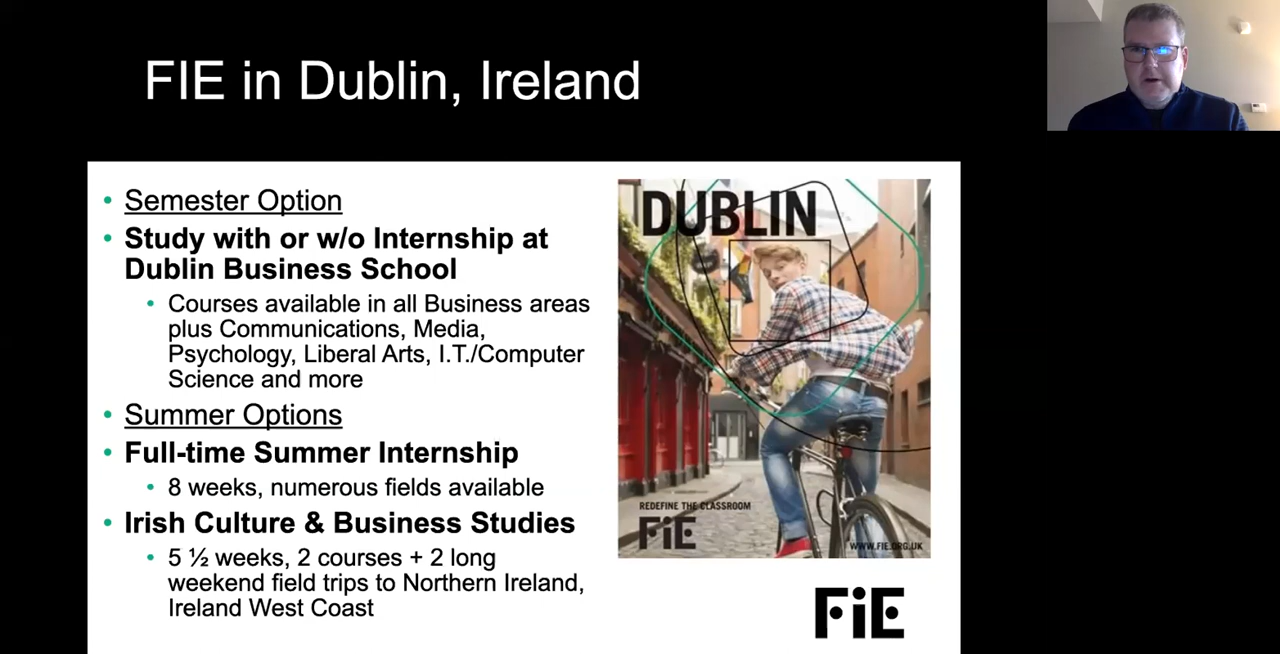 FIE in Dublin, Ireland
• Semester Option
• Study with or w/o Internship at
Dublin Business School
• Courses available in all Business areas
plus Communications, Media,
Psychology, Liberal Arts, I.T./Computer
Science and more
• Summer Options
• Full-time Summer Internship
• 8 weeks, numerous fields available
• Irish Culture & Business Studies
• 5 ½ weeks, 2 courses + 2 long
weekend field trips to Northern Ireland,
Ireland West Coast
DUBLIN
REDEFINE THE CLASSROOM
FiE
WWW.FIE.ORG.UK
FiE